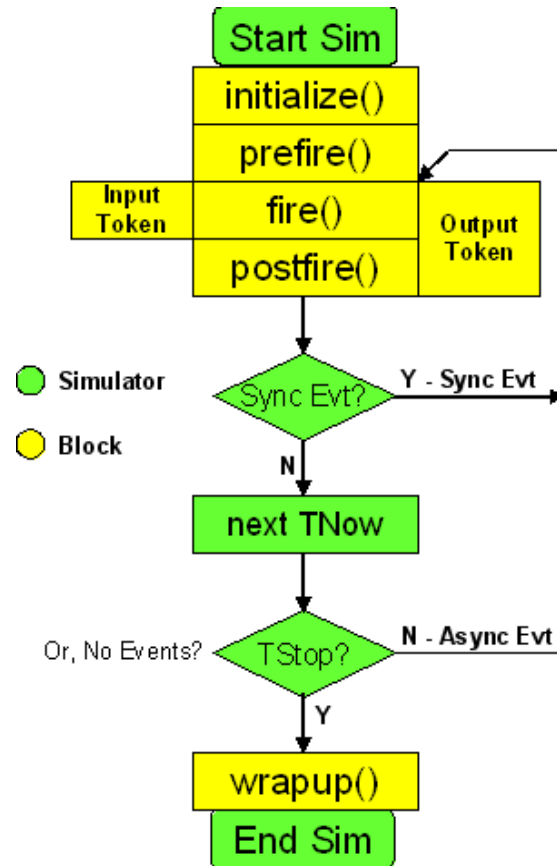 Start Sim
initialize()
prefire()
Input
Token
fire()
Output
Token
postfire()
Simulator
Sync Evt?
Y - Sync Evt
Block
N
next TNow
Or, No Events?
TStop?
N - Async Evt
Y
wrapup()
End Sim